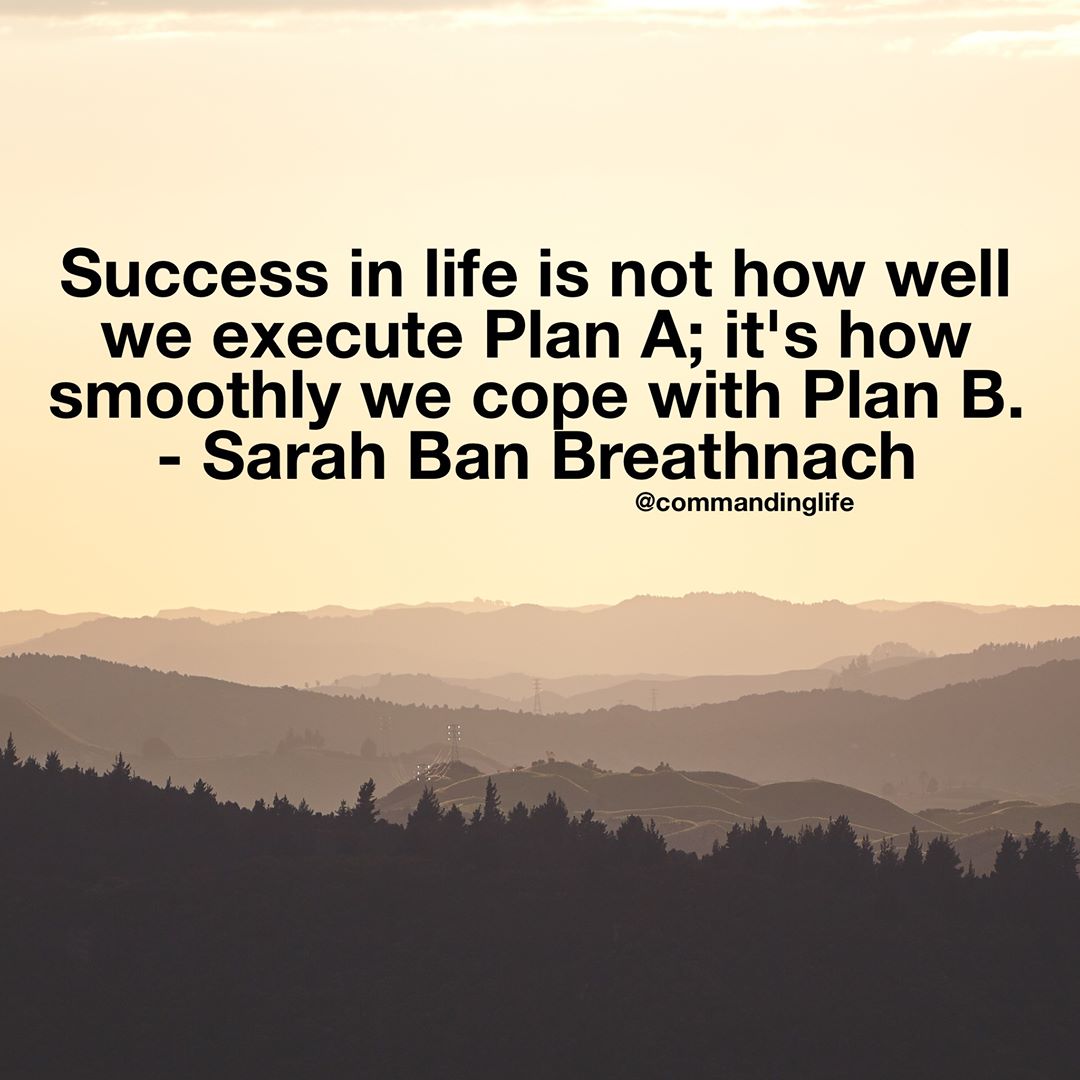 Success in life is not how well
we execute Plan A; it's how
smoothly we cope with Plan B.
- Sarah Ban Breathnach
@commandinglife